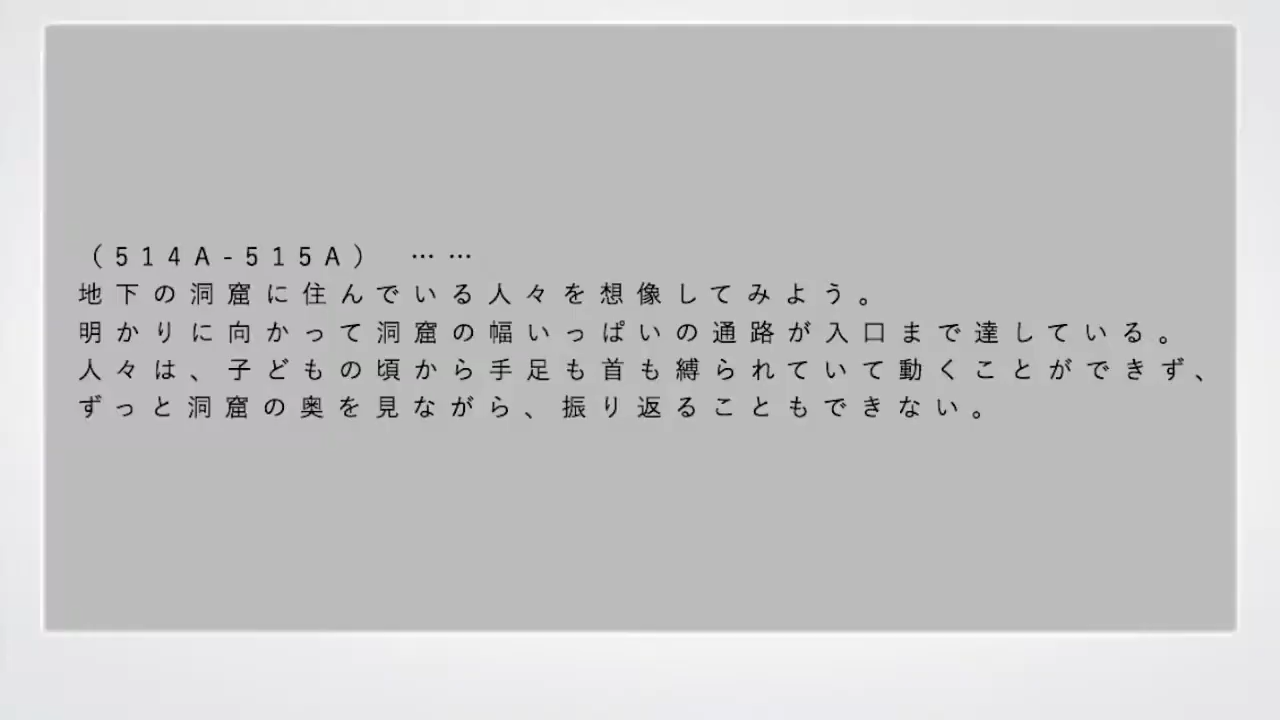 （514A-515A）　……
地下の洞窟に住んでいる人々を想像してみよう。
明かりに向かって洞窟の幅いっぱいの通路が入口まで達している。
人々は、子どもの頃から手足も首も縛られていて動くことができず、
ずっと洞窟の奥を見ながら、振り返ることもできない。